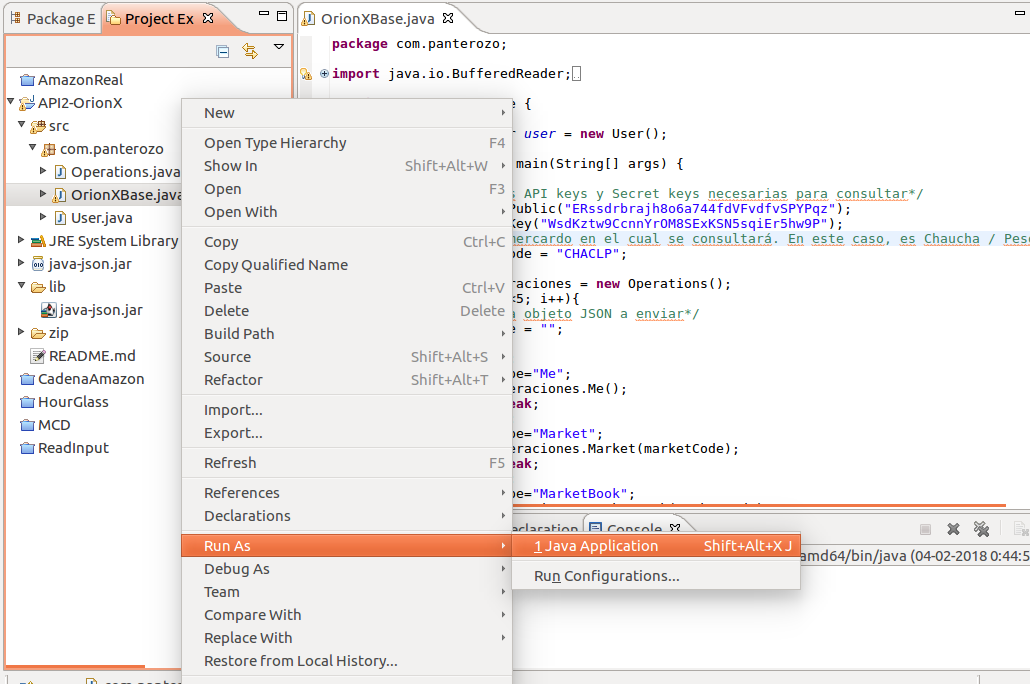 Package E
Project Ex
OrionXBase.java
AmazonReal
API2-OrionX
src
com.panterozo
Operations.java
OrionXBase.java
User.java
JRE System Library
java-json.jar
lib
java-json.jar
zip
README.md
CadenaAmazon
HourGlass
MCD
ReadInput
package com.panterozo;
import java.io.BufferedReader;
e {
r user = new User();
main(String[] args) {
s API keys y Secret keys necesarias para consultar*/
Public("ERssdrbrajh8o6a744fdVFvdfvSPYPqz");
Key("WsdKztw9CcnnYrOM8SExKSN5sqiEr5hw9P");
mercardo en el cual se consultará. En este caso, es Chaucha / Peso
ode = "CHACLP";
raciones = new Operations();
<5; i++){
a objeto JSON a enviar*/
e = "";
pe="Me";
eraciones.Me();
eak;
pe="Market";
eraciones.Market(marketCode);
eak;
pe="MarketBook";
New
Open Type Hierarchy F4
Show In Shift+Alt+W
Open F3
Open With
Copy Ctrl+C
Copy Qualified Name
Paste Ctrl+V
Delete Delete
Build Path
Source Shift+Alt+S
Refactor Shift+Alt+T
Import...
Export...
Refresh F5
References
Declarations
Run As
Debug As
Team
Compare With
Replace With
Restore from Local History...
1 Java Application Shift+Alt+X J
Run Configurations...
eclaration
Console
amd64/bin/java (04-02-2018 0:44:5